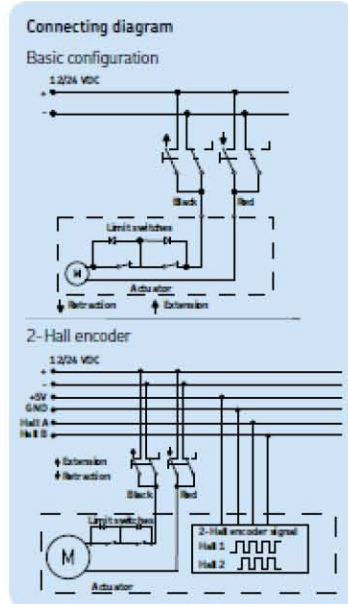 Connecting diagram
Basic configuration
12/24 VDC
+
-
Black Red
Limit switches
M
Actuator
Retraction Extension
2-Hall encoder
12/24 VDC
+
-
+5V
GND
Hall A
Hall B
Extension
Retraction
Black Red
Limit switches
M
2-Hall encoder signal
Hall 1
Hall 2
Actuator